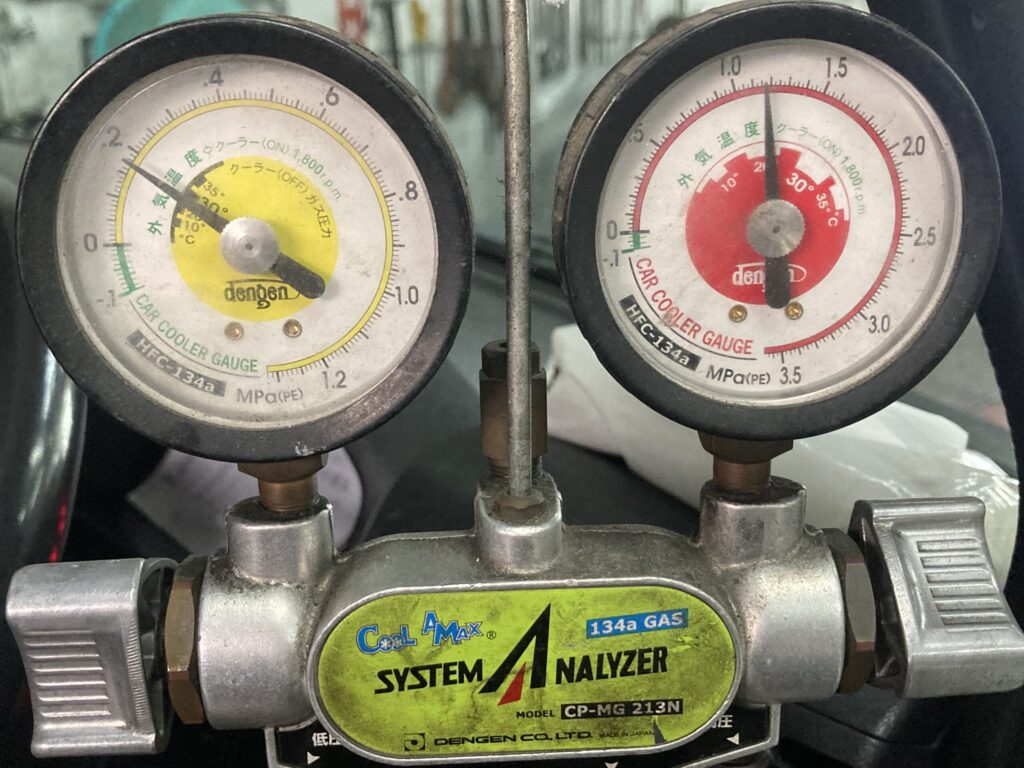 .4
.6
.2
.8
0
1.0
-.1
1.2
外気温度 クーラー(ON) 1,800r.p.m
クーラー(OFF)ガス圧力
35°
30°
20°
10°
°C
dengen
CAR COOLER GAUGE
HFC-134a
MPa(PE)
1.0
1.5
.5
2.0
0
2.5
-.1
3.0
3.5
外気温度 クーラー(ON) 1,800r.p.m
10°
30°
35°
°C
dengen
CAR COOLER GAUGE
HFC-134a
MPa(PE)
COOL A MAX®
134a GAS
SYSTEM ANALYZER
MODEL CP-MG 213N
DENGEN CO., LTD. MADE IN JAPAN
低圧
圧